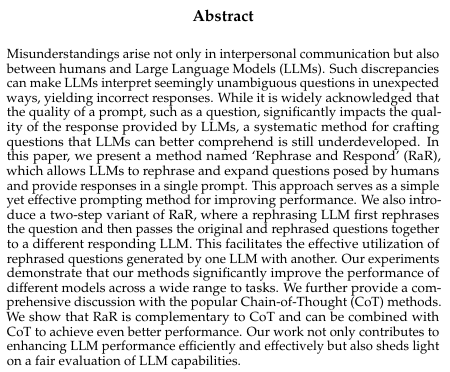 Abstract
Misunderstandings arise not only in interpersonal communication but also
between humans and Large Language Models (LLMs). Such discrepancies
can make LLMs interpret seemingly unambiguous questions in unexpected
ways, yielding incorrect responses. While it is widely acknowledged that
the quality of a prompt, such as a question, significantly impacts the qual-
ity of the response provided by LLMs, a systematic method for crafting
questions that LLMs can better comprehend is still underdeveloped. In
this paper, we present a method named ‘Rephrase and Respond’ (RaR),
which allows LLMs to rephrase and expand questions posed by humans
and provide responses in a single prompt. This approach serves as a simple
yet effective prompting method for improving performance. We also intro-
duce a two-step variant of RaR, where a rephrasing LLM first rephrases
the question and then passes the original and rephrased questions together
to a different responding LLM. This facilitates the effective utilization of
rephrased questions generated by one LLM with another. Our experiments
demonstrate that our methods significantly improve the performance of
different models across a wide range to tasks. We further provide a com-
prehensive discussion with the popular Chain-of-Thought (CoT) methods.
We show that RaR is complementary to CoT and can be combined with
CoT to achieve even better performance. Our work not only contributes to
enhancing LLM performance efficiently and effectively but also sheds light
on a fair evaluation of LLM capabilities.